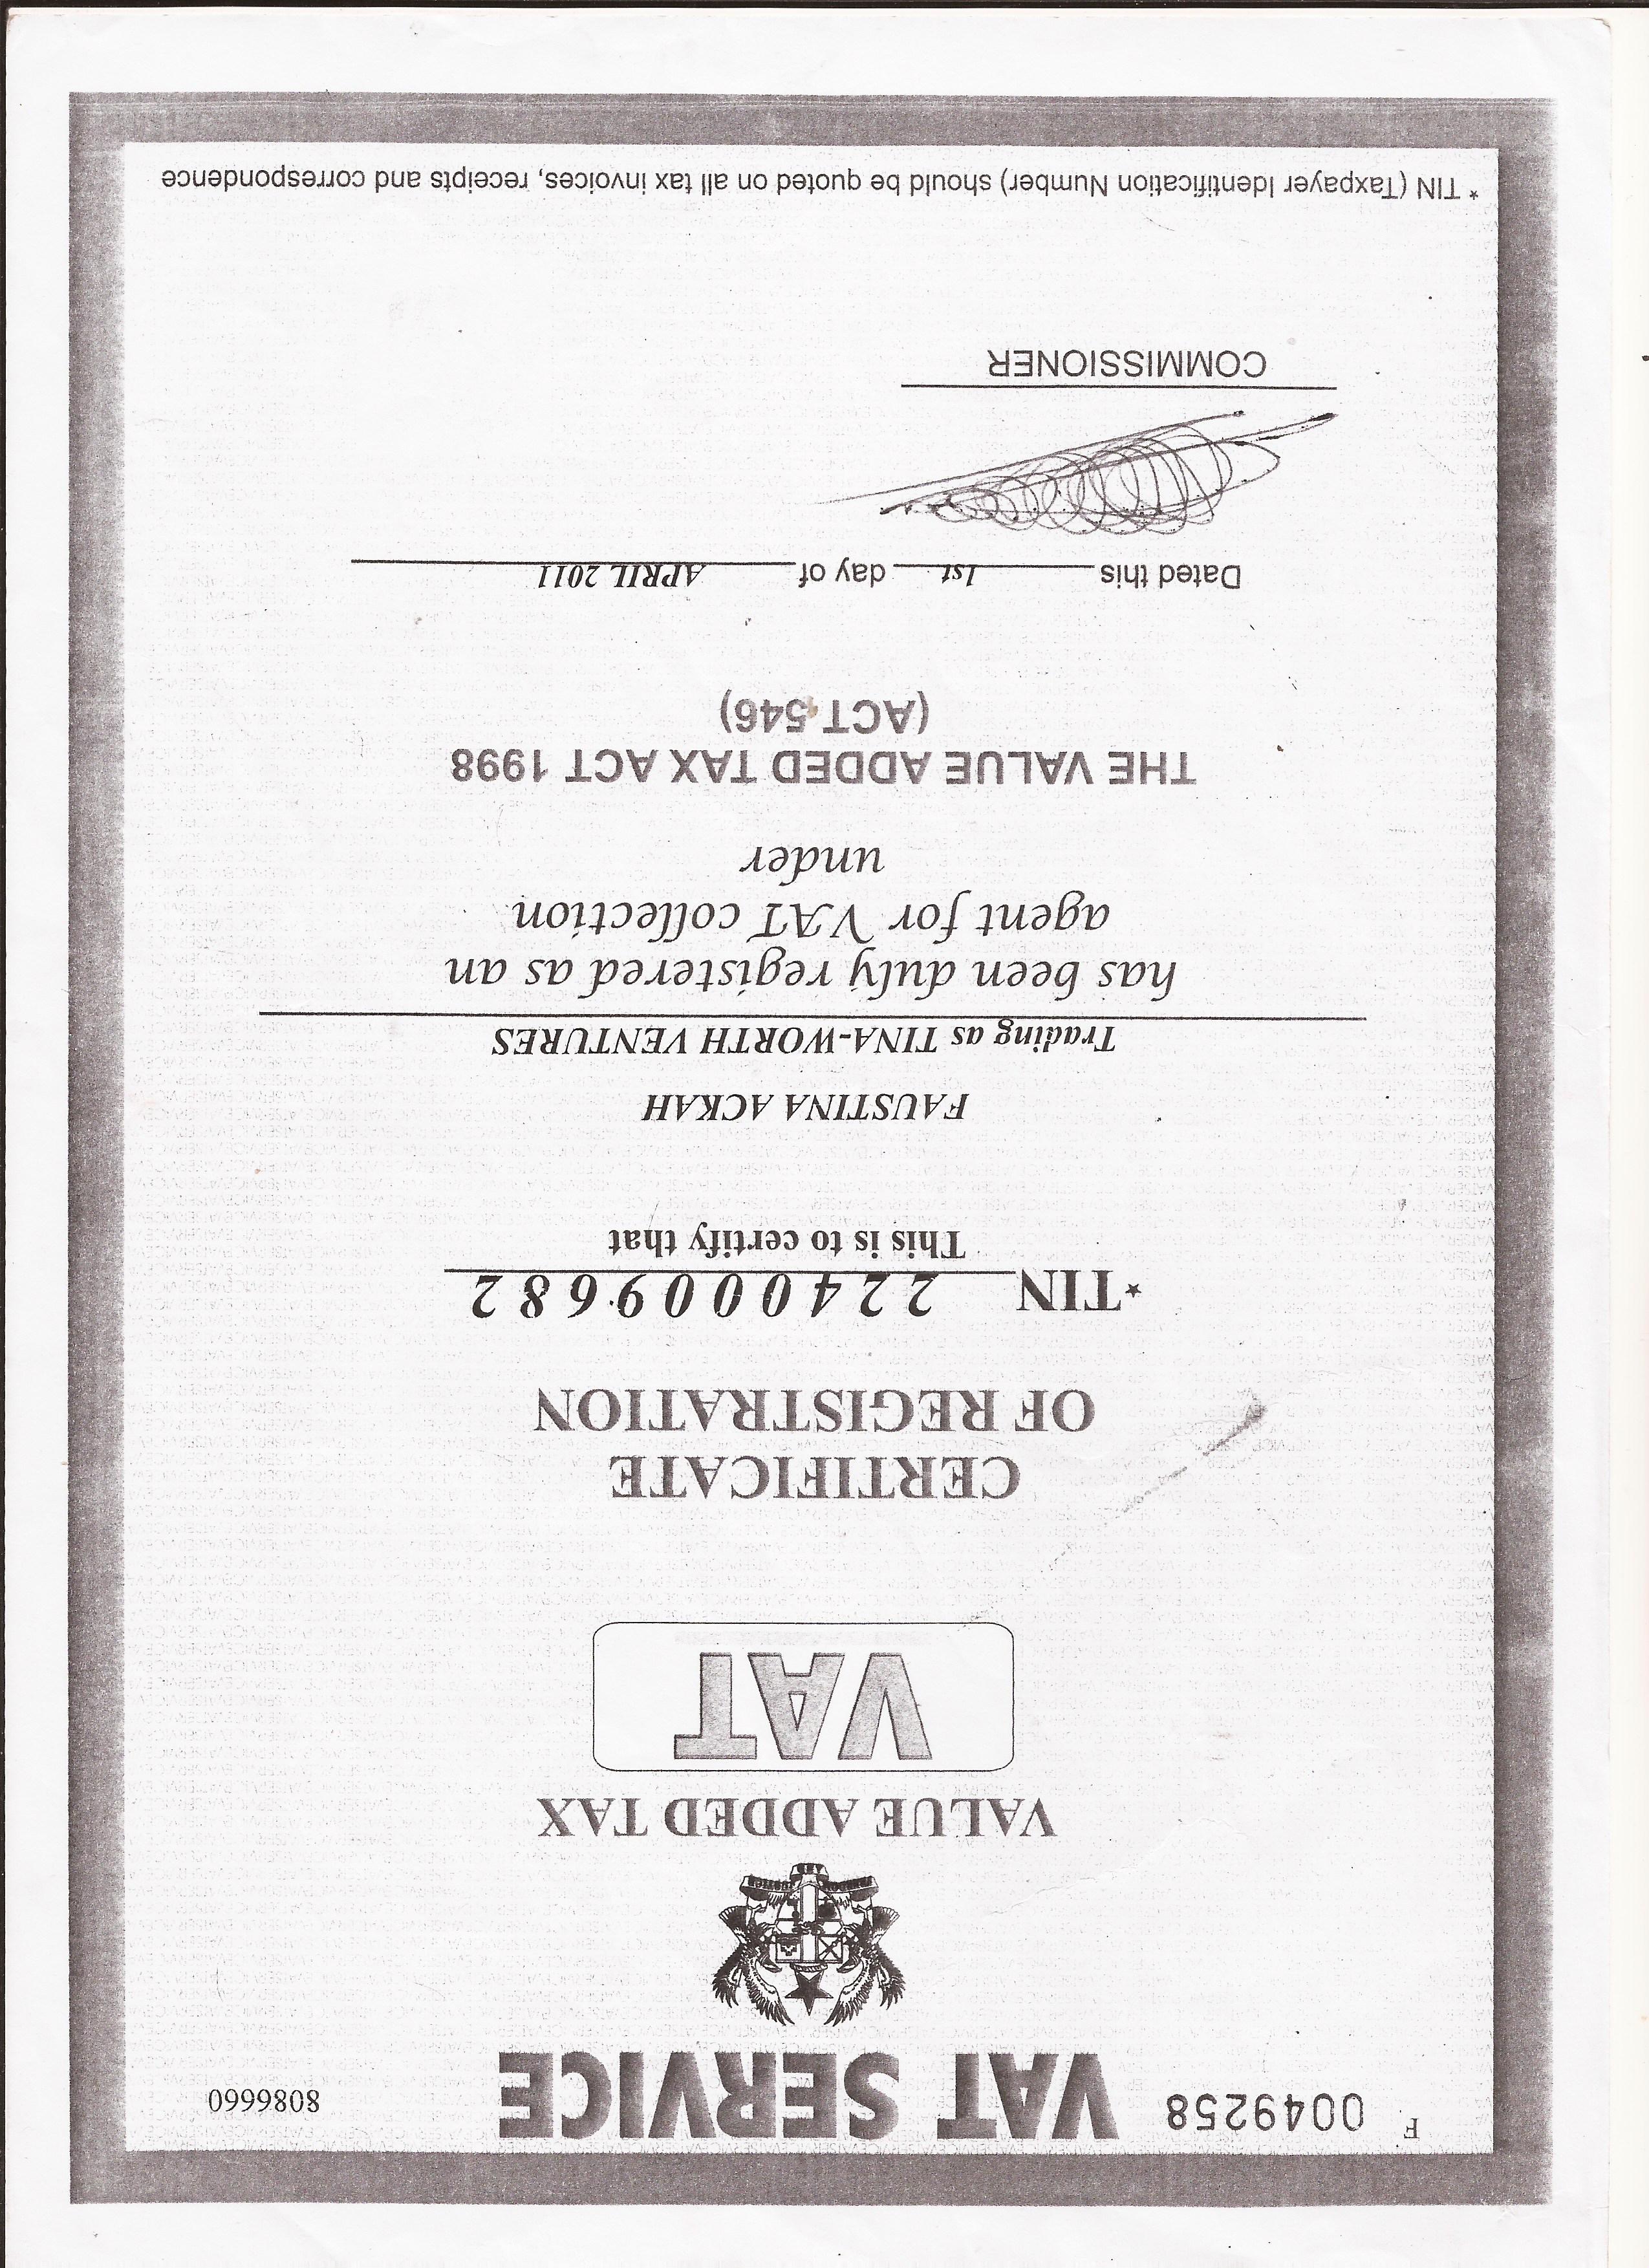 F 0049258 VAT SERVICE 8086660
VALUE ADDED TAX
VAT
CERTIFICATE
OF REGISTRATION
*TIN 2240009682
This is to certify that
FAUSTINA ACKAH
Trading as TINA-WORTH VENTURES
has been duly registered as an
agent for VAT collection
under
THE VALUE ADDED TAX ACT 1998
(ACT 546)
Dated this 1st day of APRIL 2011
COMMISSIONER
* TIN (Taxpayer Identification Number) should be quoted on all tax invoices, receipts and correspondence